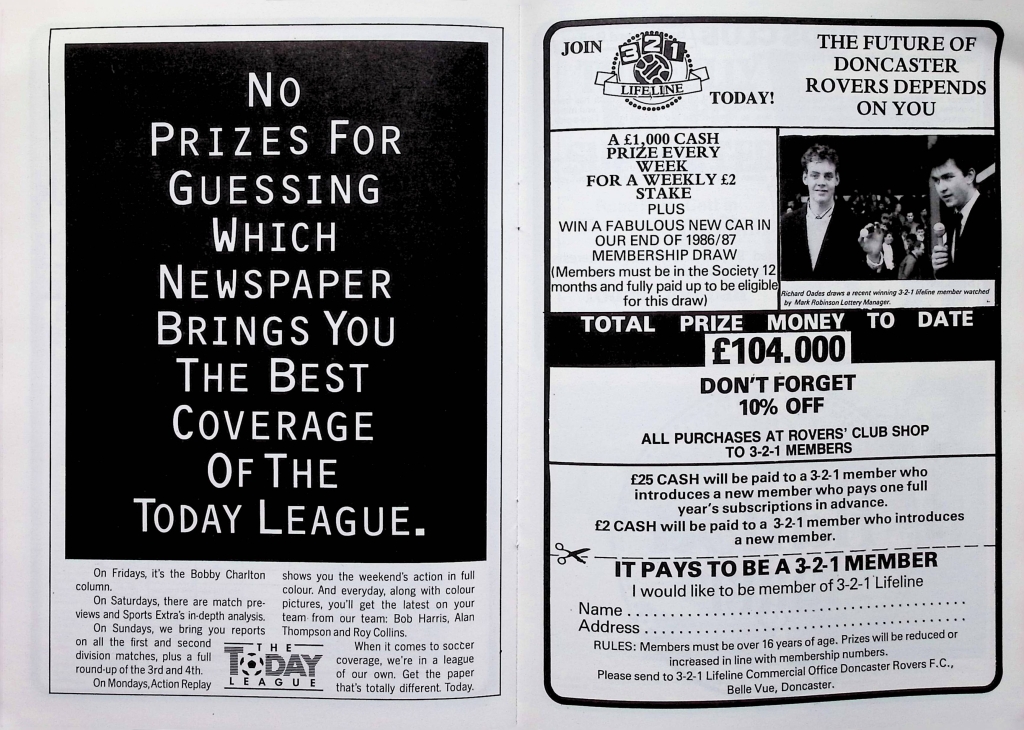 NO
PRIZES FOR
GUESSING
WHICH
NEWSPAPER
BRINGS YOU
THE BEST
COVERAGE
OF THE
TODAY LEAGUE.
On Fridays, it's the Bobby Charlton
column.
On Saturdays, there are match pre-
views and Sports Extra's in-depth analysis.
On Sundays, we bring you reports
on all the first and second
division matches, plus a full
round-up of the 3rd and 4th.
On Mondays, Action Replay
shows you the weekend's action in full
colour. And everyday, along with colour
pictures, you'll get the latest on your
team from our team: Bob Harris, Alan
Thompson and Roy Collins.
When it comes to soccer
coverage, we're in a league
of our own. Get the paper
that's totally different. Today.
THE
TODAY
LEAGUE
JOIN
321
LIFELINE
TODAY!
THE FUTURE OF
DONCASTER
ROVERS DEPENDS
ON YOU
A £1,000 CASH
PRIZE EVERY
WEEK
FOR A WEEKLY £2
STAKE
PLUS
WIN A FABULOUS NEW CAR IN
OUR END OF 1986/87
MEMBERSHIP DRAW
(Members must be in the Society 12
months and fully paid up to be eligible
for this draw)
Richard Oades draws a recent winning 3-2-1 lifeline member watched
by Mark Robinson Lottery Manager.
TOTAL PRIZE MONEY TO DATE
£104.000
DON'T FORGET
10% OFF
ALL PURCHASES AT ROVERS' CLUB SHOP
TO 3-2-1 MEMBERS
£25 CASH will be paid to a 3-2-1 member who
introduces a new member who pays one full
year's subscriptions in advance.
£2 CASH will be paid to a 3-2-1 member who introduces
a new member.
IT PAYS TO BE A 3-2-1 MEMBER
I would like to be member of 3-2-1 Lifeline
Name
Address
RULES: Members must be over 16 years of age. Prizes will be reduced or
increased in line with membership numbers.
Please send to 3-2-1 Lifeline Commercial Office Doncaster Rovers F.C.,
Belle Vue, Doncaster.